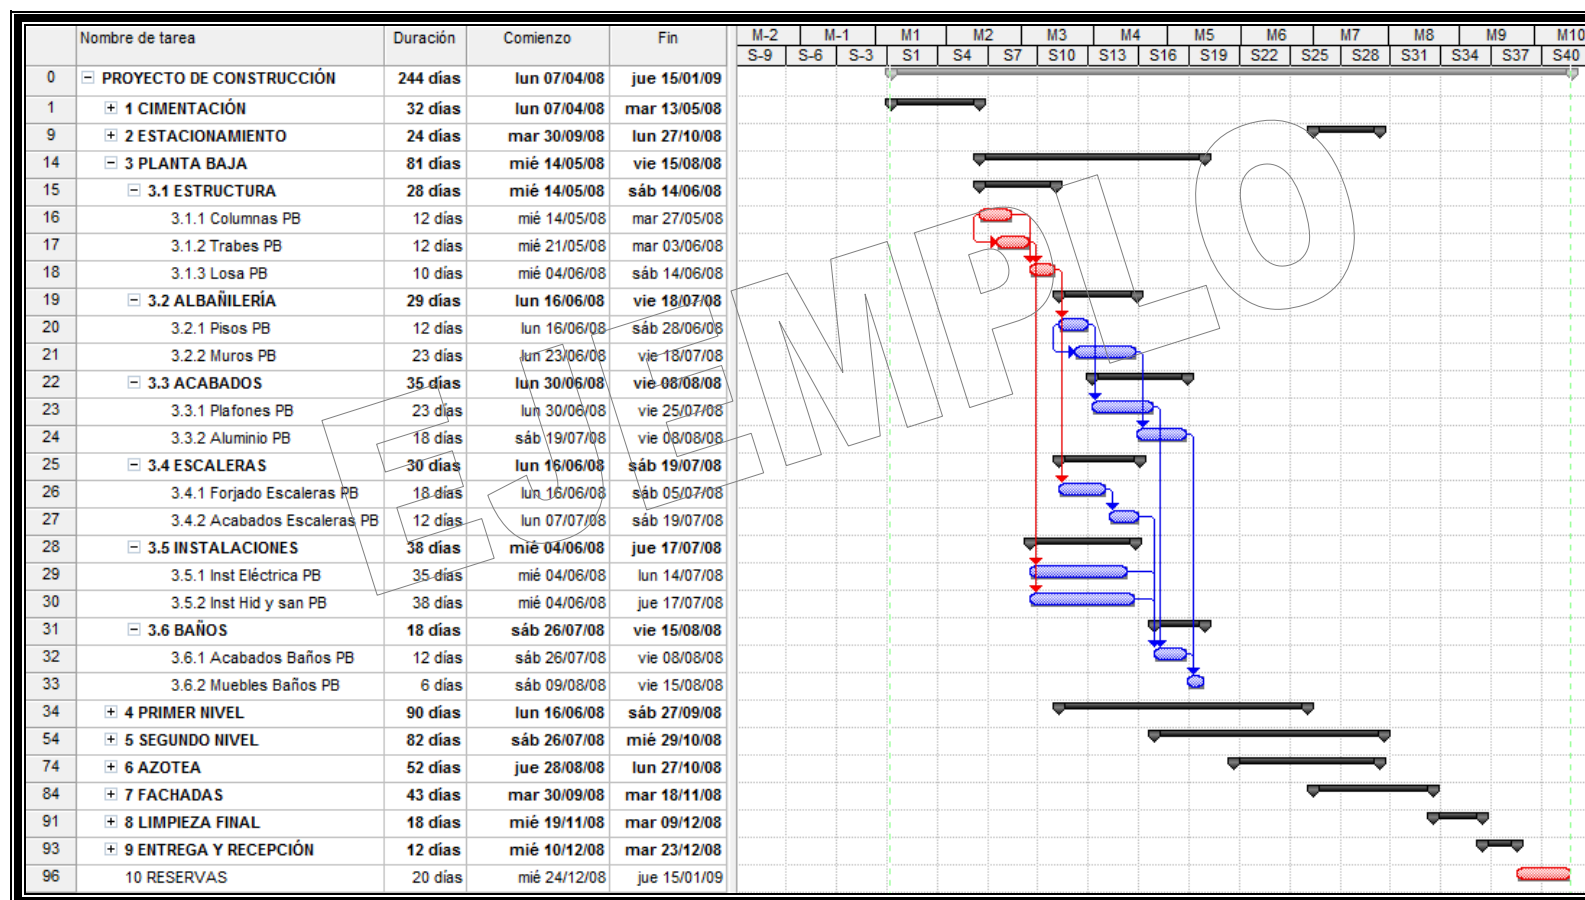 Nombre de tarea Duración Comienzo Fin M-2 M-1 M1 M2 M3 M4 M5 M6 M7 M8 M9 M10
S-9 S-6 S-3 S1 S4 S7 S10 S13 S16 S19 S22 S25 S28 S31 S34 S37 S40
0 PROYECTO DE CONSTRUCCIÓN 244 días lun 07/04/08 jue 15/01/09
1 1 CIMENTACIÓN 32 días lun 07/04/08 mar 13/05/08
9 2 ESTACIONAMIENTO 24 días mar 30/09/08 lun 27/10/08
14 3 PLANTA BAJA 81 días mié 14/05/08 vie 15/08/08
15 3.1 ESTRUCTURA 28 días mié 14/05/08 sáb 14/06/08
16 3.1.1 Columnas PB 12 días mié 14/05/08 mar 27/05/08
17 3.1.2 Trabes PB 12 días mié 21/05/08 mar 03/06/08
18 3.1.3 Losa PB 10 días mié 04/06/08 sáb 14/06/08
19 3.2 ALBAÑILERÍA 29 días lun 16/06/08 vie 18/07/08
20 3.2.1 Pisos PB 12 días lun 16/06/08 sáb 28/06/08
21 3.2.2 Muros PB 23 días lun 23/06/08 vie 18/07/08
22 3.3 ACABADOS 35 días lun 30/06/08 vie 08/08/08
23 3.3.1 Plafones PB 23 días lun 30/06/08 vie 25/07/08
24 3.3.2 Aluminio PB 18 días sáb 19/07/08 vie 08/08/08
25 3.4 ESCALERAS 30 días lun 16/06/08 sáb 19/07/08
26 3.4.1 Forjado Escaleras PB 18 días lun 16/06/08 sáb 05/07/08
27 3.4.2 Acabados Escaleras PB 12 días lun 07/07/08 sáb 19/07/08
28 3.5 INSTALACIONES 38 días mié 04/06/08 jue 17/07/08
29 3.5.1 Inst Eléctrica PB 35 días mié 04/06/08 lun 14/07/08
30 3.5.2 Inst Hid y san PB 38 días mié 04/06/08 jue 17/07/08
31 3.6 BAÑOS 18 días sáb 26/07/08 vie 15/08/08
32 3.6.1 Acabados Baños PB 12 días sáb 26/07/08 vie 08/08/08
33 3.6.2 Muebles Baños PB 6 días sáb 09/08/08 vie 15/08/08
34 4 PRIMER NIVEL 90 días lun 16/06/08 sáb 27/09/08
54 5 SEGUNDO NIVEL 82 días sáb 26/07/08 mié 29/10/08
74 6 AZOTEA 52 días jue 28/08/08 lun 27/10/08
84 7 FACHADAS 43 días mar 30/09/08 mar 18/11/08
91 8 LIMPIEZA FINAL 18 días mié 19/11/08 mar 09/12/08
93 9 ENTREGA Y RECEPCIÓN 12 días mié 10/12/08 mar 23/12/08
96 10 RESERVAS 20 días mié 24/12/08 jue 15/01/09
EJEMPLO